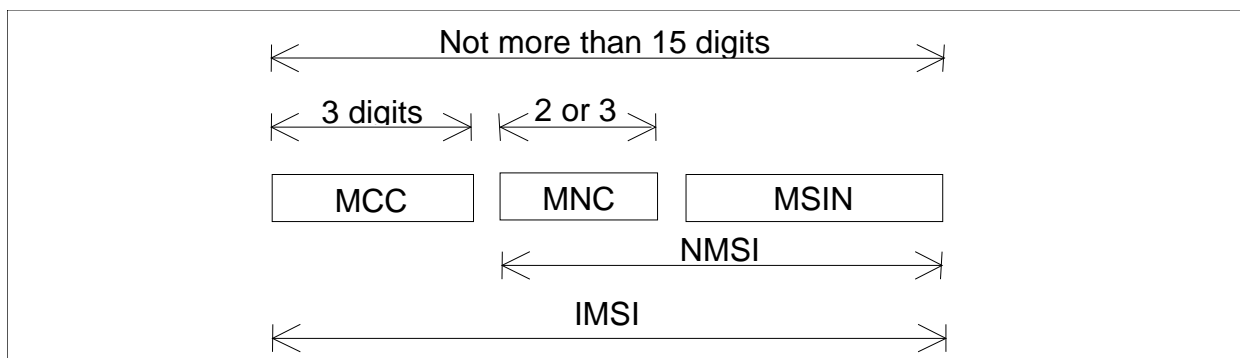 Not more than 15 digits
3 digits
2 or 3
MCC
MNC
MSIN
NMSI
IMSI